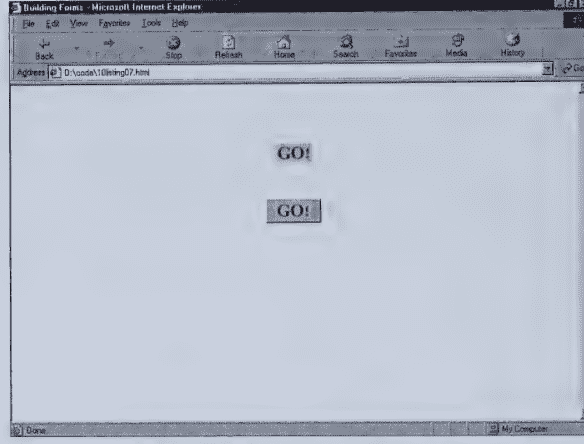 Building Forms - Microsoft Internet Explorer
File Edit View Favorites Tools Help
Back Stop Refresh Home Search Favorites Media History
Address D:\code\10listing07.html Go
GO!
GO!
Done My Computer